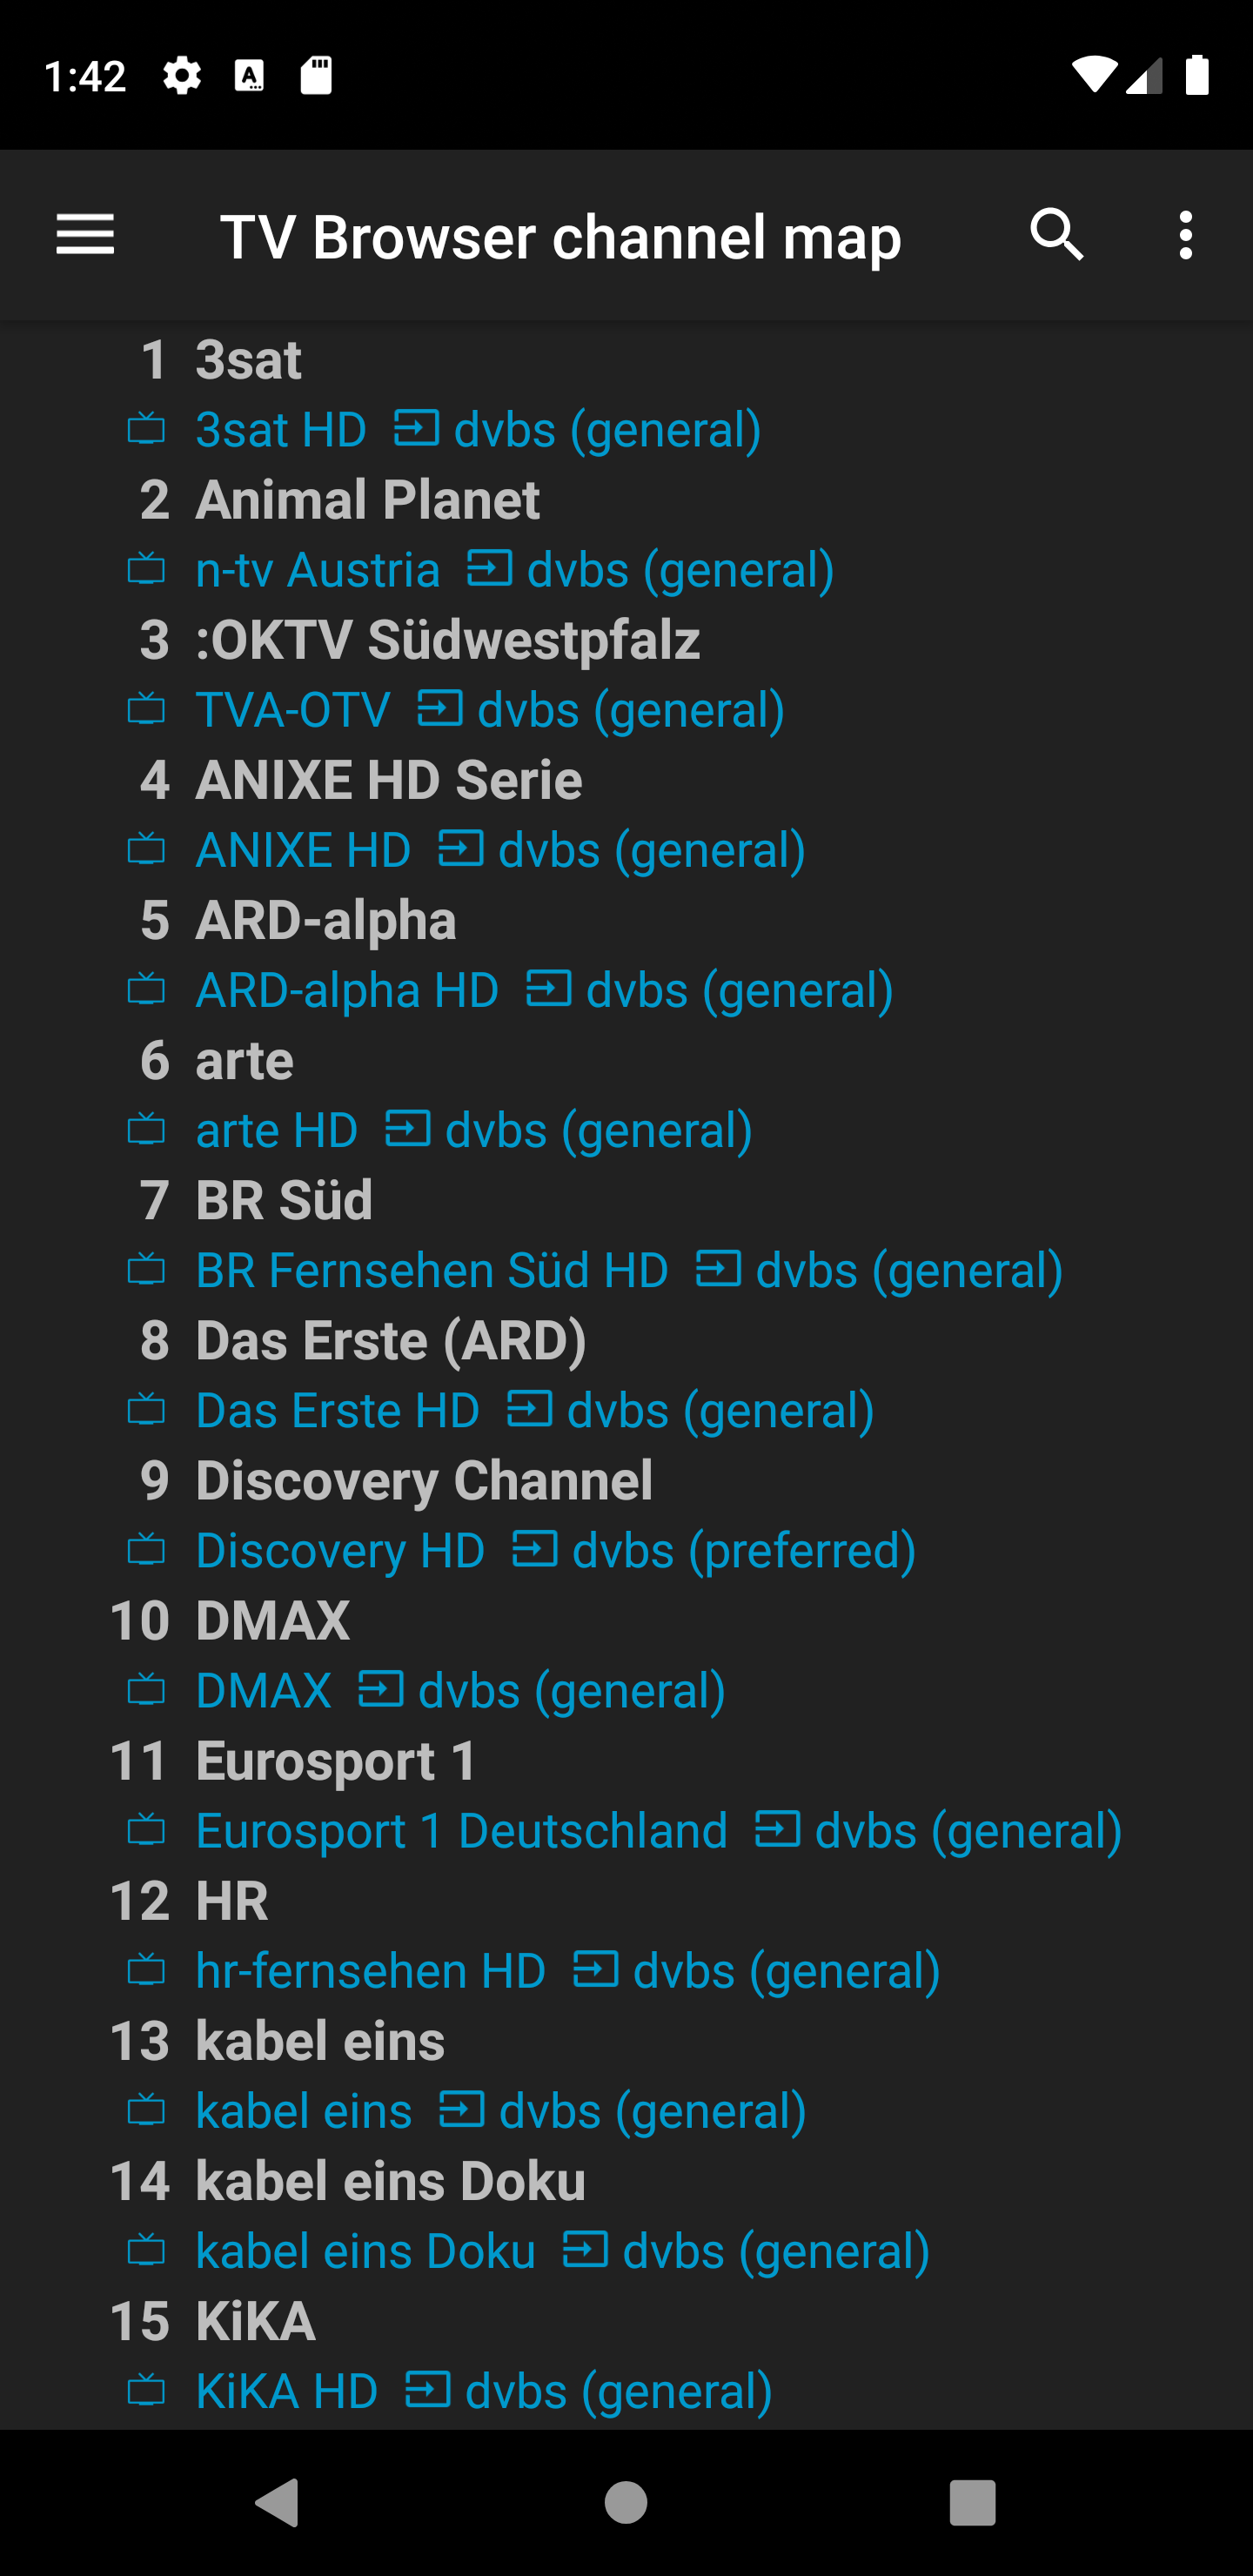 1:42
TV Browser channel map
1 3sat
3sat HD dvbs (general)
2 Animal Planet
n-tv Austria dvbs (general)
3 :OKTV Südwestpfalz
TVA-OTV dvbs (general)
4 ANIXE HD Serie
ANIXE HD dvbs (general)
5 ARD-alpha
ARD-alpha HD dvbs (general)
6 arte
arte HD dvbs (general)
7 BR Süd
BR Fernsehen Süd HD dvbs (general)
8 Das Erste (ARD)
Das Erste HD dvbs (general)
9 Discovery Channel
Discovery HD dvbs (preferred)
10 DMAX
DMAX dvbs (general)
11 Eurosport 1
Eurosport 1 Deutschland dvbs (general)
12 HR
hr-fernsehen HD dvbs (general)
13 kabel eins
kabel eins dvbs (general)
14 kabel eins Doku
kabel eins Doku dvbs (general)
15 KiKA
KiKA HD dvbs (general)